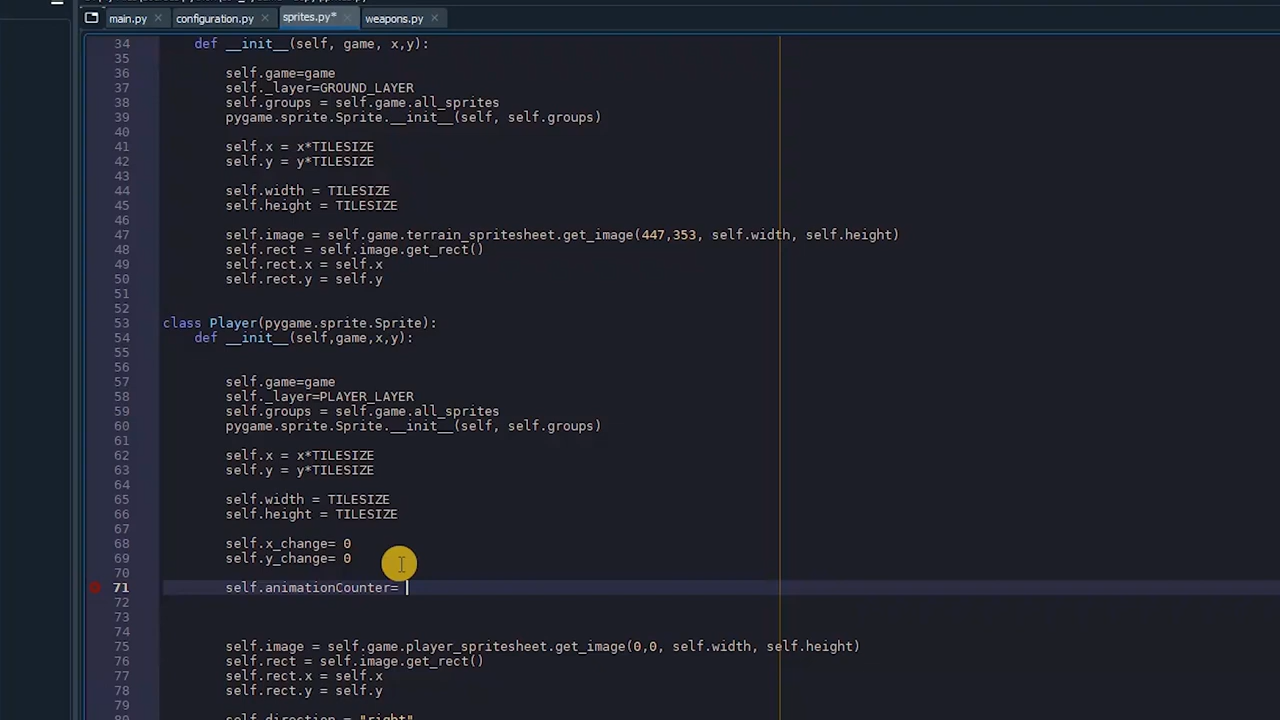 main.py configuration.py sprites.py* weapons.py
34 def __init__(self, game, x,y):
35
36 self.game=game
37 self._layer=GROUND_LAYER
38 self.groups = self.game.all_sprites
39 pygame.sprite.Sprite.__init__(self, self.groups)
40
41 self.x = x*TILESIZE
42 self.y = y*TILESIZE
43
44 self.width = TILESIZE
45 self.height = TILESIZE
46
47 self.image = self.game.terrain_spritesheet.get_image(447,353, self.width, self.height)
48 self.rect = self.image.get_rect()
49 self.rect.x = self.x
50 self.rect.y = self.y
51
52
53 class Player(pygame.sprite.Sprite):
54 def __init__(self,game,x,y):
55
56
57 self.game=game
58 self._layer=PLAYER_LAYER
59 self.groups = self.game.all_sprites
60 pygame.sprite.Sprite.__init__(self, self.groups)
61
62 self.x = x*TILESIZE
63 self.y = y*TILESIZE
64
65 self.width = TILESIZE
66 self.height = TILESIZE
67
68 self.x_change= 0
69 self.y_change= 0
70
71 self.animationCounter=
72
73
74
75 self.image = self.game.player_spritesheet.get_image(0,0, self.width, self.height)
76 self.rect = self.image.get_rect()
77 self.rect.x = self.x
78 self.rect.y = self.y
79
80 self.direction = "right"